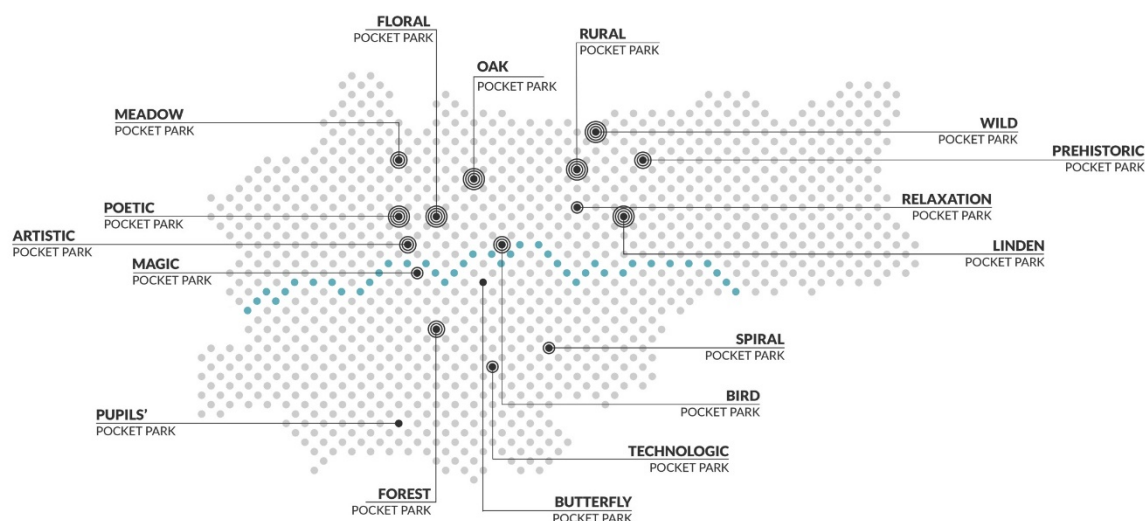 FLORAL
POCKET PARK
RURAL
POCKET PARK
OAK
POCKET PARK
MEADOW
POCKET PARK
WILD
POCKET PARK
PREHISTORIC
POCKET PARK
POETIC
POCKET PARK
RELAXATION
POCKET PARK
ARTISTIC
POCKET PARK
LINDEN
POCKET PARK
MAGIC
POCKET PARK
SPIRAL
POCKET PARK
BIRD
POCKET PARK
PUPILS’
POCKET PARK
TECHNOLOGIC
POCKET PARK
FOREST
POCKET PARK
BUTTERFLY
POCKET PARK